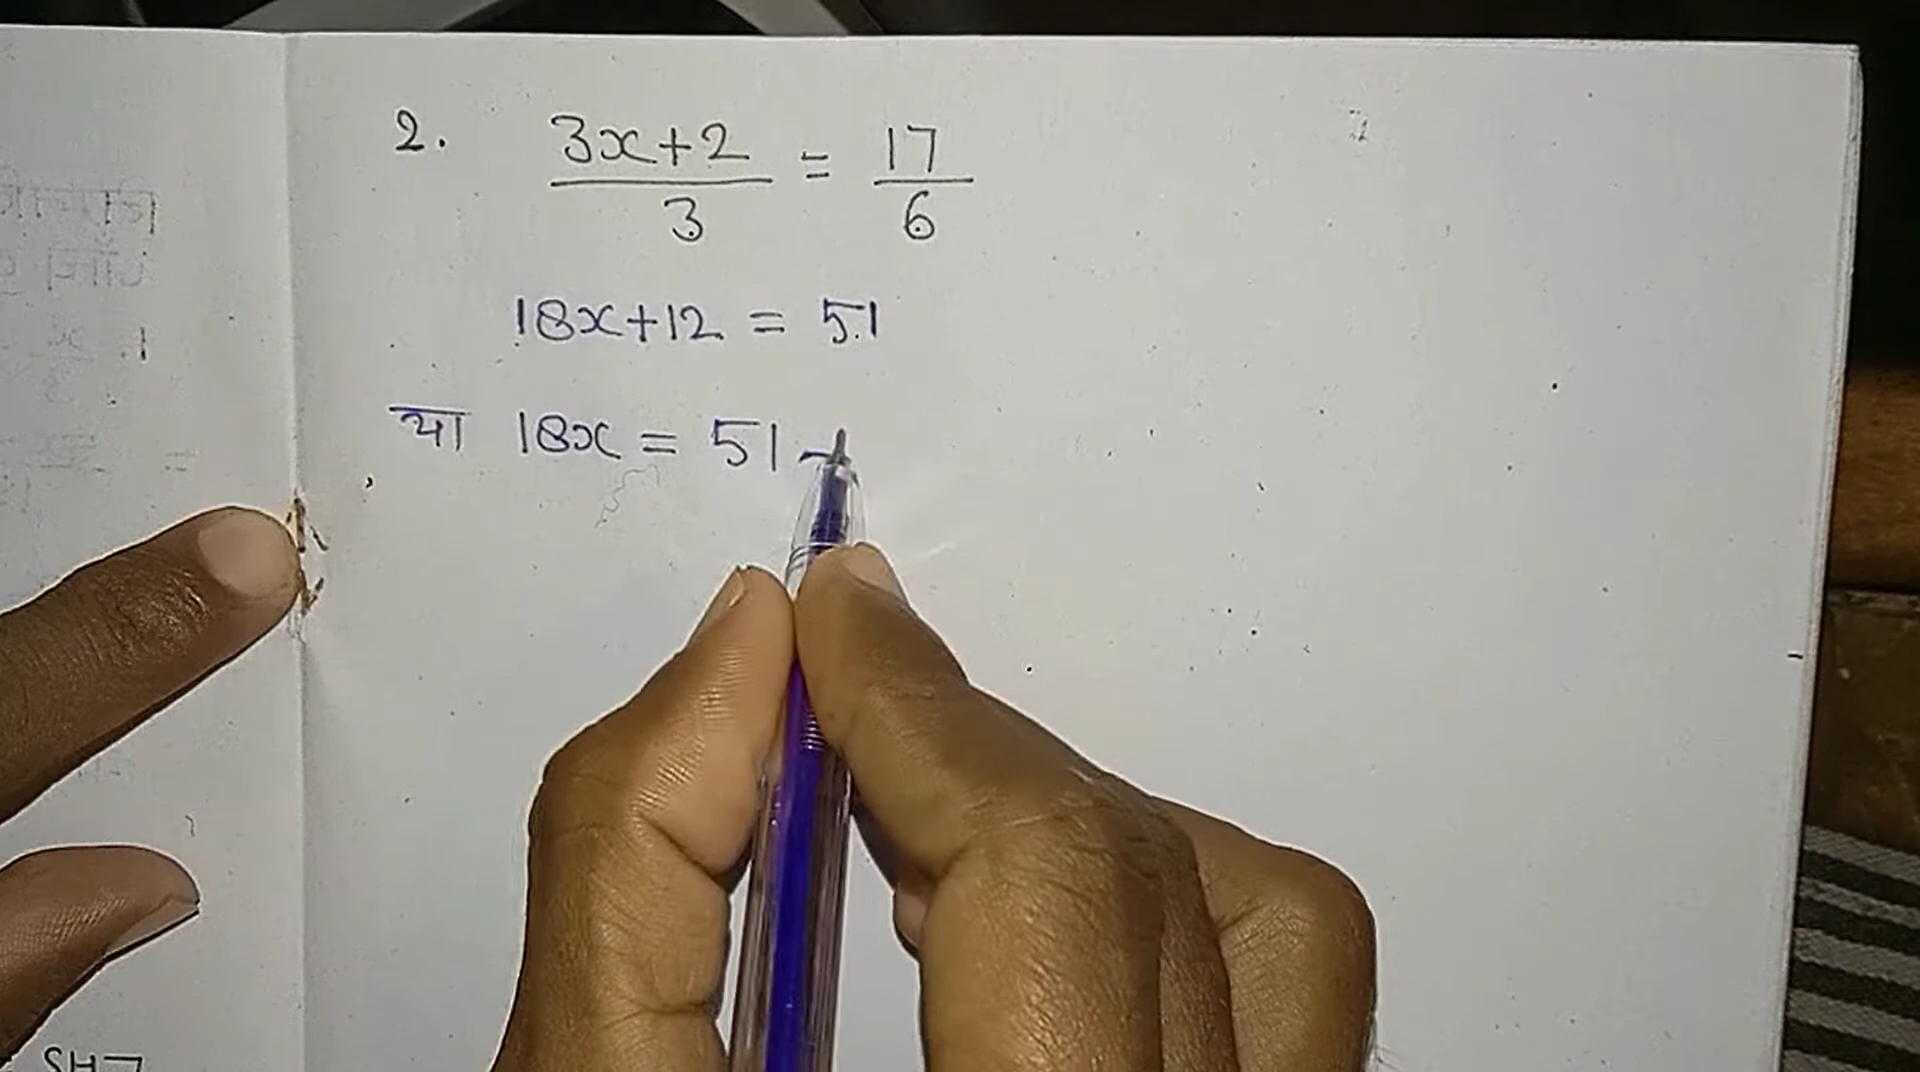 2. (3x+2)/3 = 17/6
18x+12 = 51
या 18x = 51 -